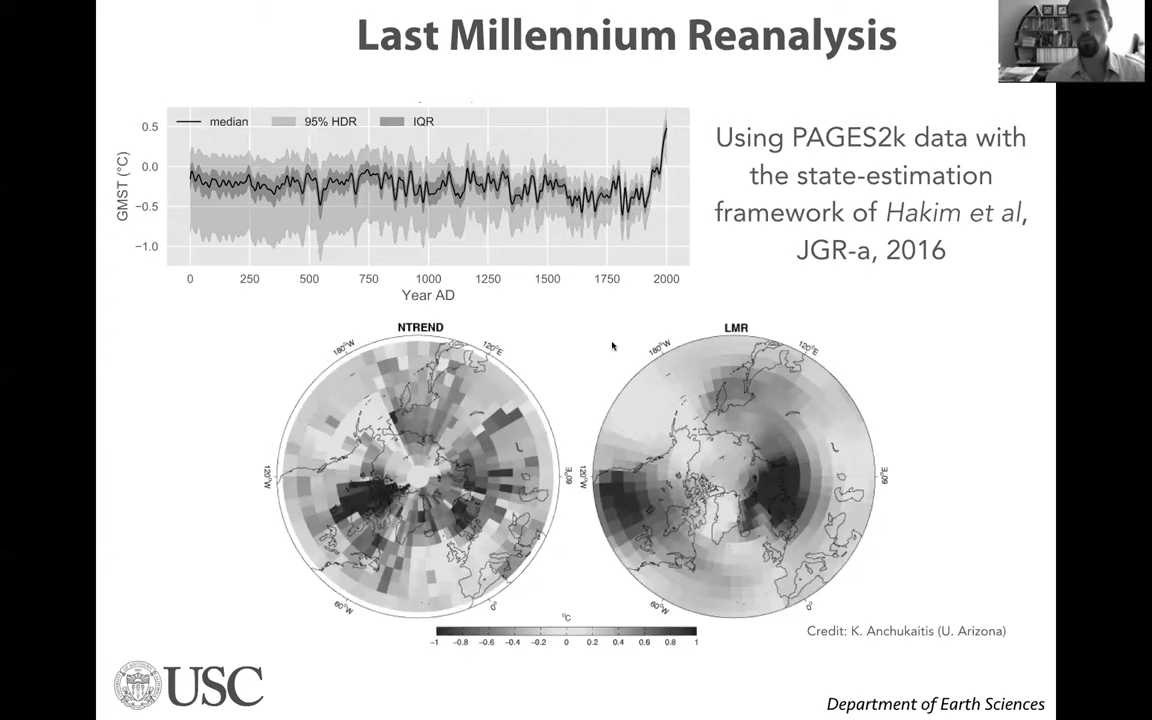 Last Millennium Reanalysis
median 95% HDR IQR
0.5
0.0
−0.5
−1.0
GMST (°C)
0 250 500 750 1000 1250 1500 1750 2000
Year AD
Using PAGES2k data with
the state-estimation
framework of Hakim et al,
JGR-a, 2016
NTREND
180°W
120°E
120°W
60°E
60°W
0°
LMR
180°W
120°E
120°W
60°E
60°W
0°
°C
−1 −0.8 −0.6 −0.4 −0.2 0 0.2 0.4 0.6 0.8 1
Credit: K. Anchukaitis (U. Arizona)
USC
Department of Earth Sciences